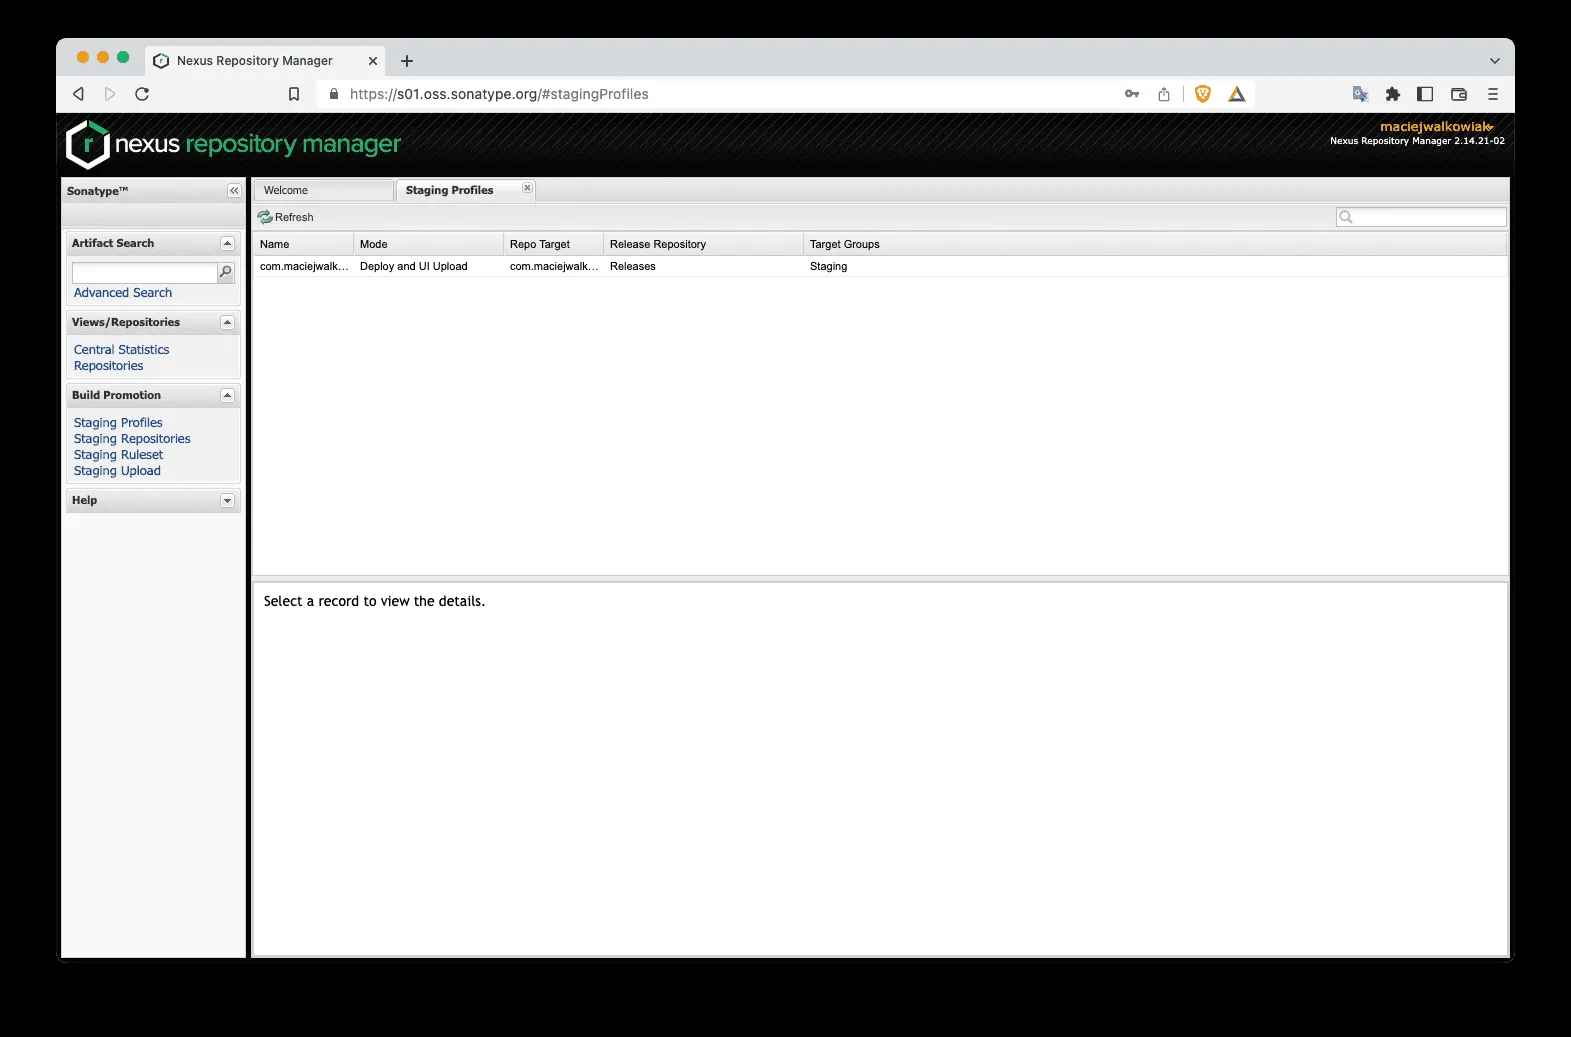 Nexus Repository Manager
https://s01.oss.sonatype.org/#stagingProfiles
nexus repository manager
maciejwalkowiak
Nexus Repository Manager 2.14.21-02
Sonatype™
Welcome
Staging Profiles
Refresh
Artifact Search
Advanced Search
Views/Repositories
Central Statistics
Repositories
Build Promotion
Staging Profiles
Staging Repositories
Staging Ruleset
Staging Upload
Help
Name Mode Repo Target Release Repository Target Groups
com.maciejwalk... Deploy and UI Upload com.maciejwalk... Releases Staging
Select a record to view the details.